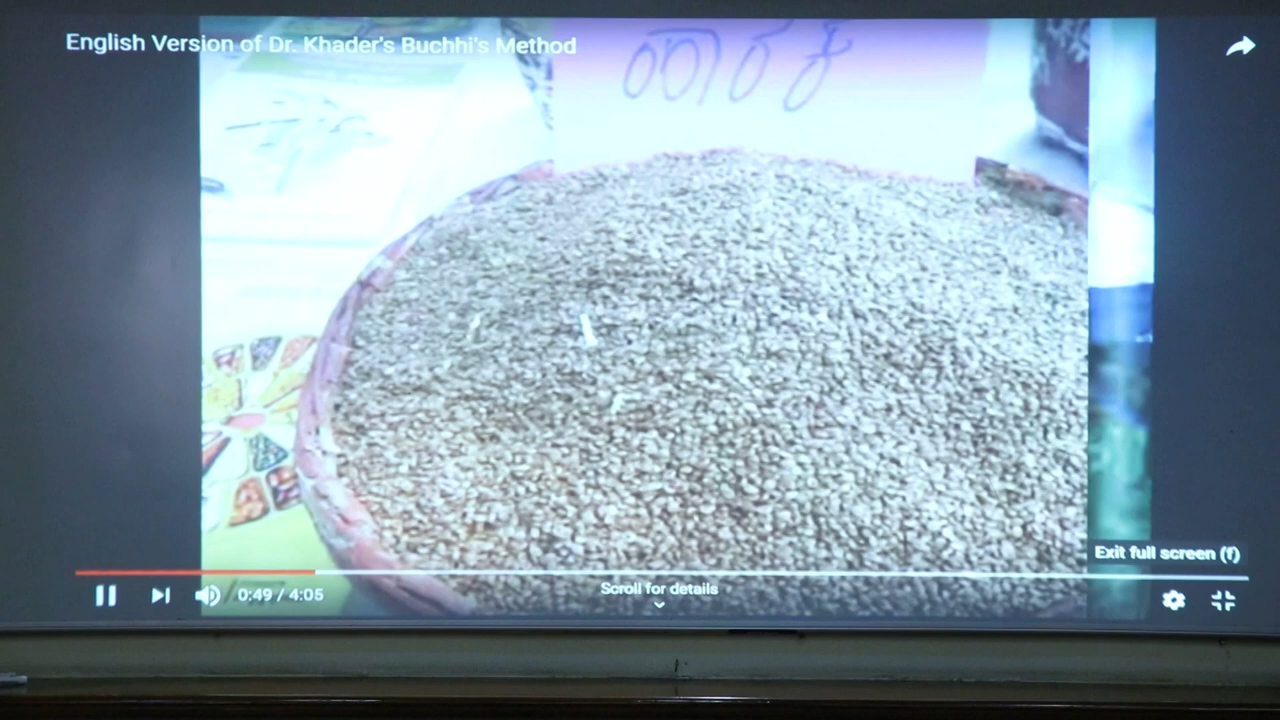 English Version of Dr. Khader's Buchhi's Method
Exit full screen (f)
Scroll for details
0:49 / 4:05